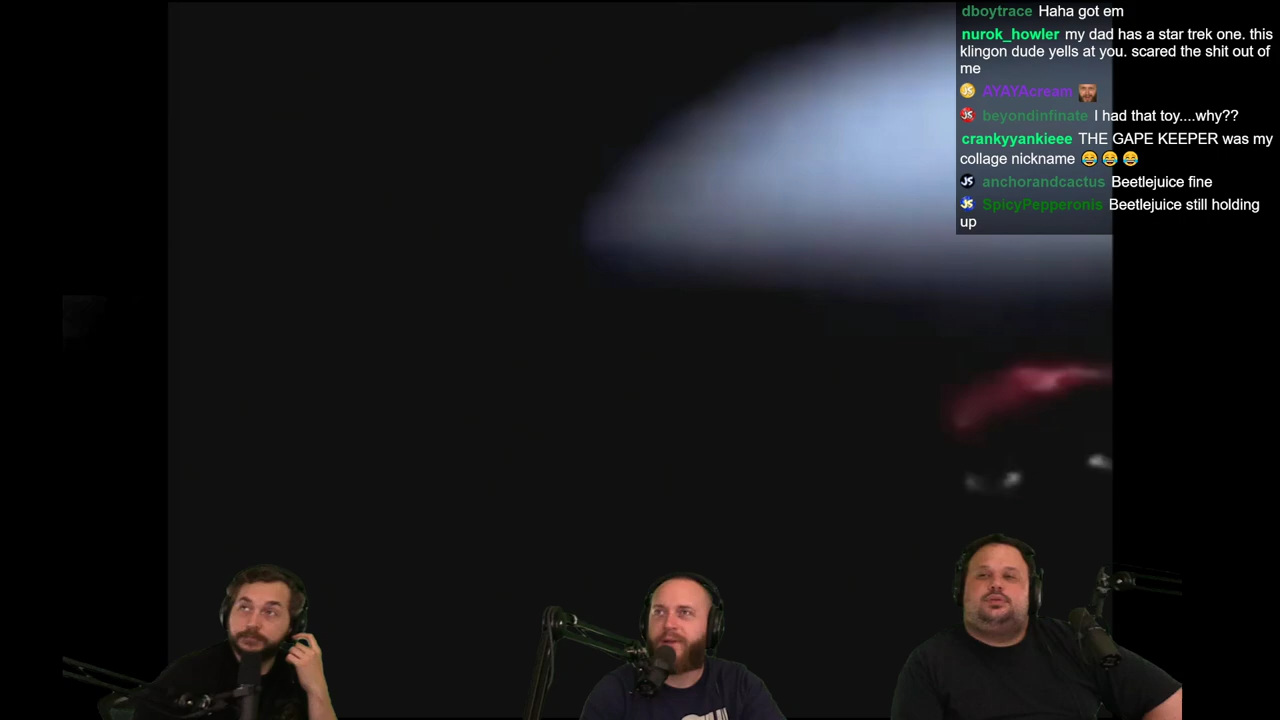 dboytrace Haha got em
nurok_howler my dad has a star trek one. this
klingon dude yells at you. scared the shit out of
me
AYAYAcream
beyondinfinate I had that toy....why??
crankyyankieee THE GAPE KEEPER was my
collage nickname 😂 😂 😂
anchorandcactus Beetlejuice fine
SpicyPepperonis Beetlejuice still holding
up